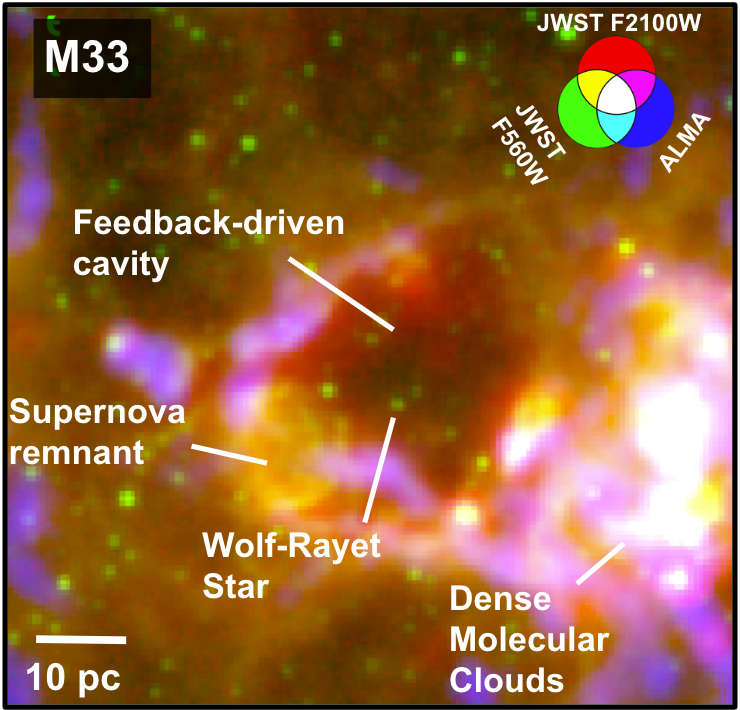 M33
JWST F2100W
JWST
F560W
ALMA
Feedback-driven
cavity
Supernova
remnant
Wolf-Rayet
Star
Dense
Molecular
Clouds
10 pc